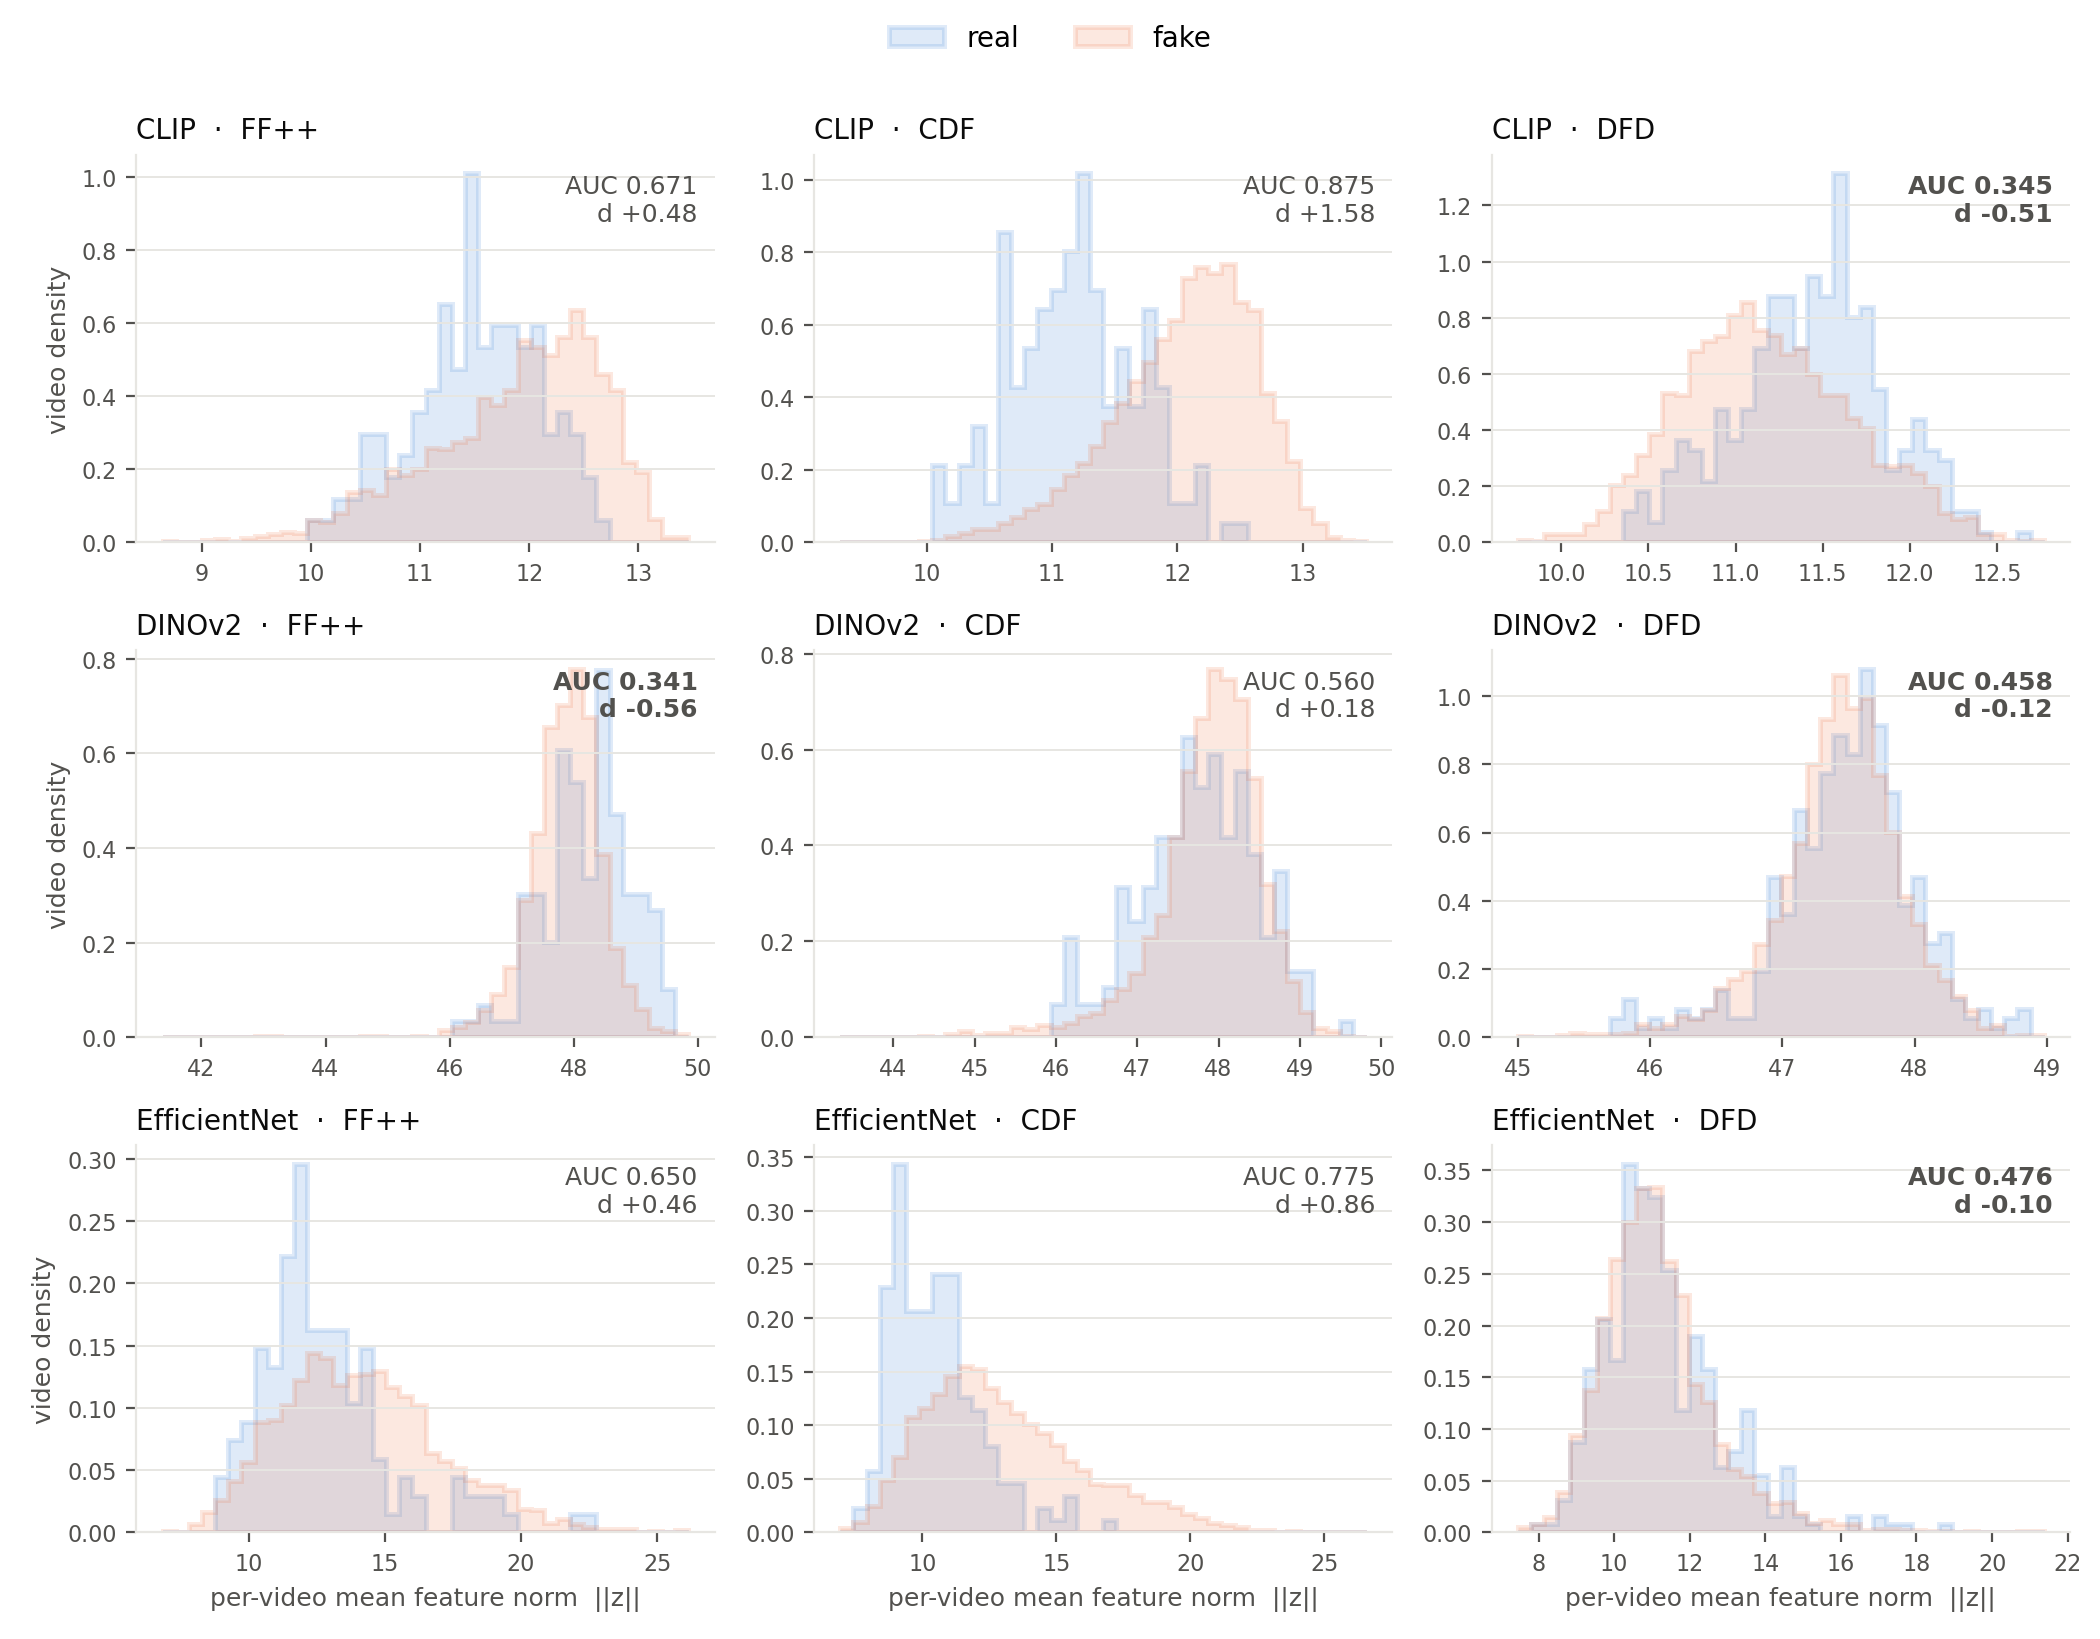 real fake
CLIP · FF++
AUC 0.671
d +0.48
video density
1.0
0.8
0.6
0.4
0.2
0.0
9 10 11 12 13
CLIP · CDF
AUC 0.875
d +1.58
1.0
0.8
0.6
0.4
0.2
0.0
10 11 12 13
CLIP · DFD
AUC 0.345
d -0.51
1.2
1.0
0.8
0.6
0.4
0.2
0.0
10.0 10.5 11.0 11.5 12.0 12.5
DINOv2 · FF++
AUC 0.341
d -0.56
video density
0.8
0.6
0.4
0.2
0.0
42 44 46 48 50
DINOv2 · CDF
AUC 0.560
d +0.18
0.8
0.6
0.4
0.2
0.0
44 45 46 47 48 49 50
DINOv2 · DFD
AUC 0.458
d -0.12
1.0
0.8
0.6
0.4
0.2
0.0
45 46 47 48 49
EfficientNet · FF++
AUC 0.650
d +0.46
video density
0.30
0.25
0.20
0.15
0.10
0.05
0.00
10 15 20 25
per-video mean feature norm ||z||
EfficientNet · CDF
AUC 0.775
d +0.86
0.35
0.30
0.25
0.20
0.15
0.10
0.05
0.00
10 15 20 25
per-video mean feature norm ||z||
EfficientNet · DFD
AUC 0.476
d -0.10
0.35
0.30
0.25
0.20
0.15
0.10
0.05
0.00
8 10 12 14 16 18 20 22
per-video mean feature norm ||z||